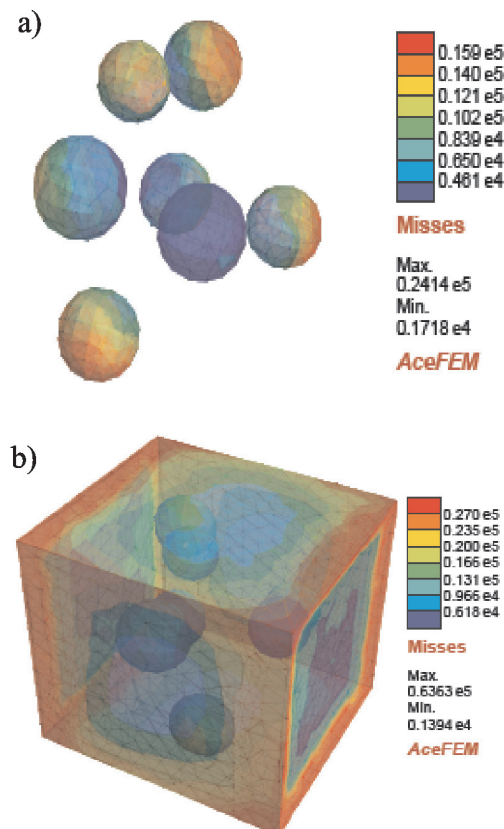 a)
0.159 e5
0.140 e5
0.121 e5
0.102 e5
0.839 e4
0.650 e4
0.461 e4
Misses
Max.
0.2414 e5
Min.
0.1718 e4
AceFEM
b)
0.270 e5
0.235 e5
0.200 e5
0.166 e5
0.131 e5
0.966 e4
0.618 e4
Misses
Max.
0.6363 e5
Min.
0.1394 e4
AceFEM